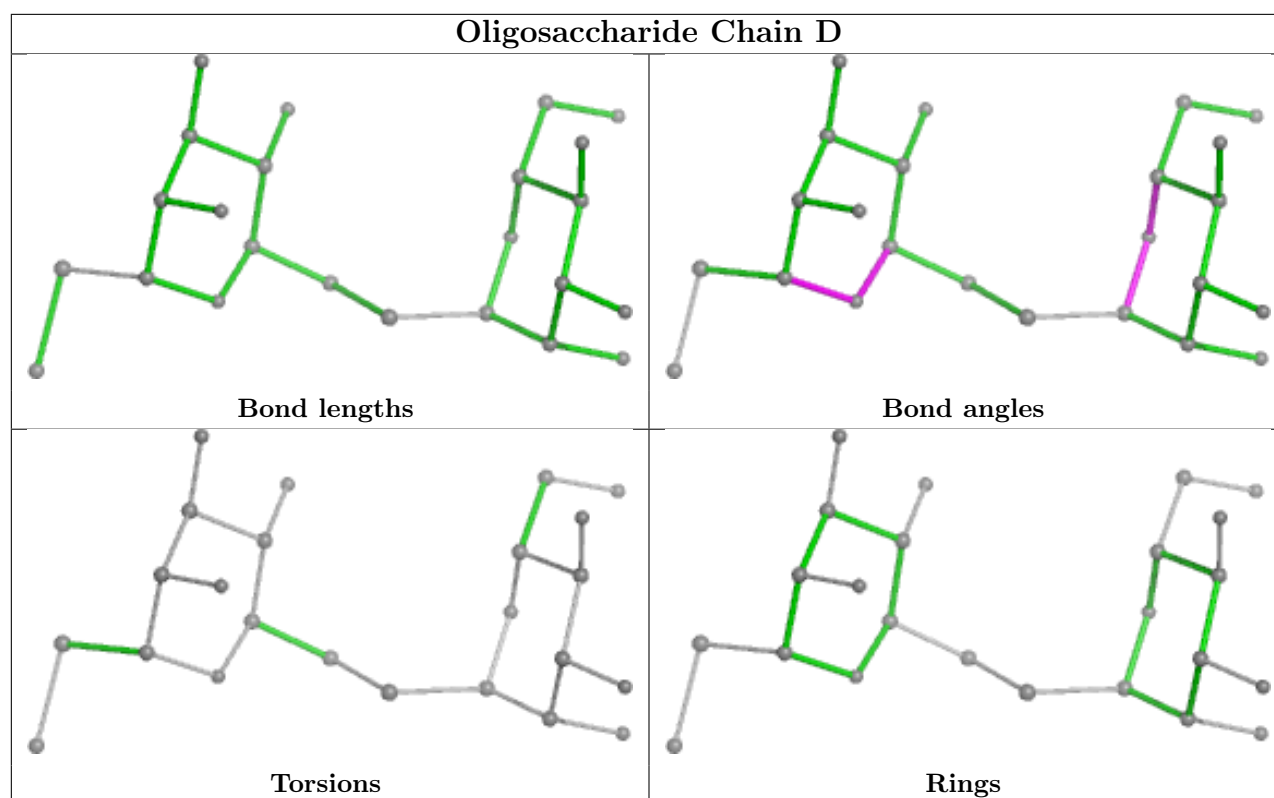 Oligosaccharide Chain D
Bond lengths
Bond angles
Torsions
Rings